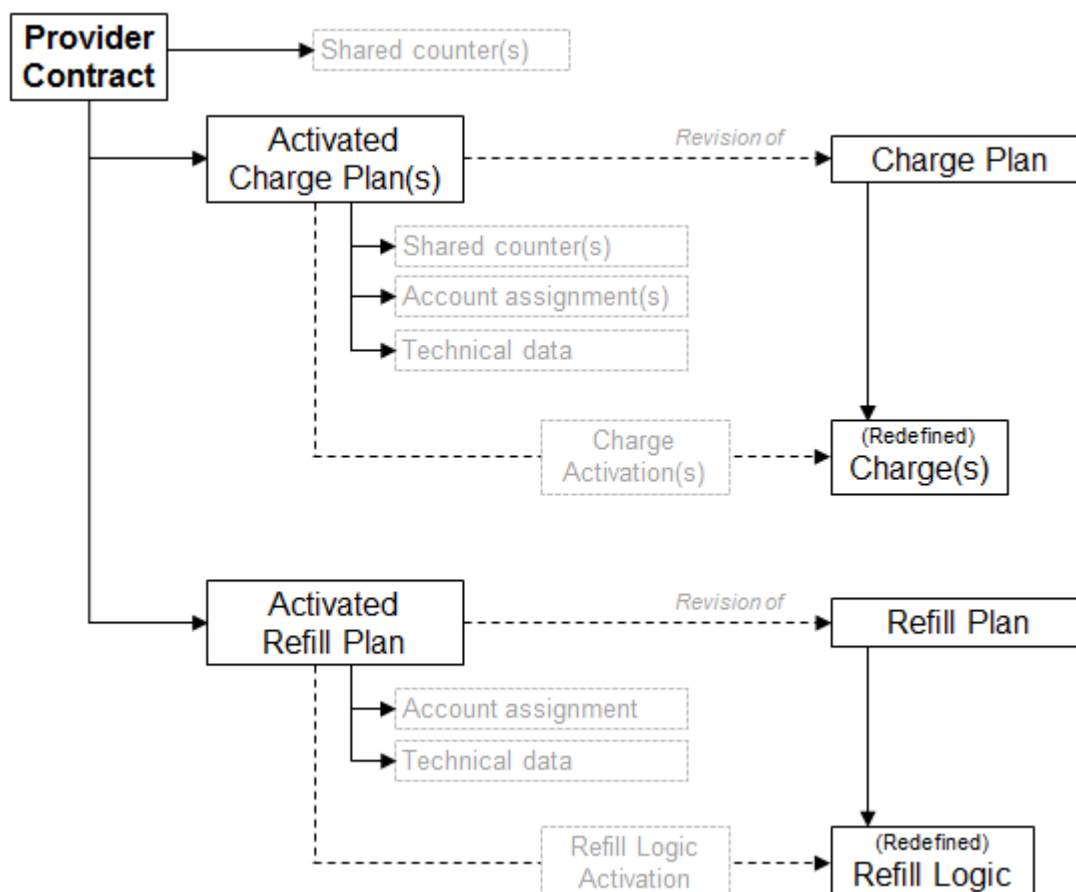 Provider
Contract
Shared counter(s)
Activated
Charge Plan(s)
Revision of
Charge Plan
Shared counter(s)
Account assignment(s)
Technical data
Charge
Activation(s)
(Redefined)
Charge(s)
Activated
Refill Plan
Revision of
Refill Plan
Account assignment
Technical data
Refill Logic
Activation
(Redefined)
Refill Logic